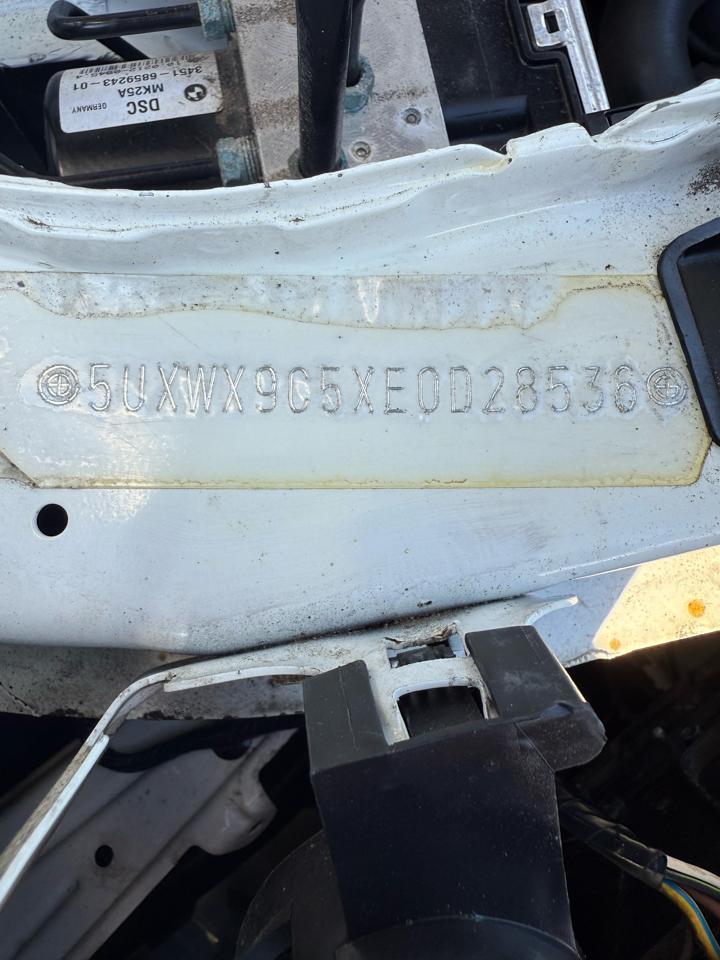 DSC
MK25A GERMANY
3451-6859243-01
5UXWX9C5XE0D28536